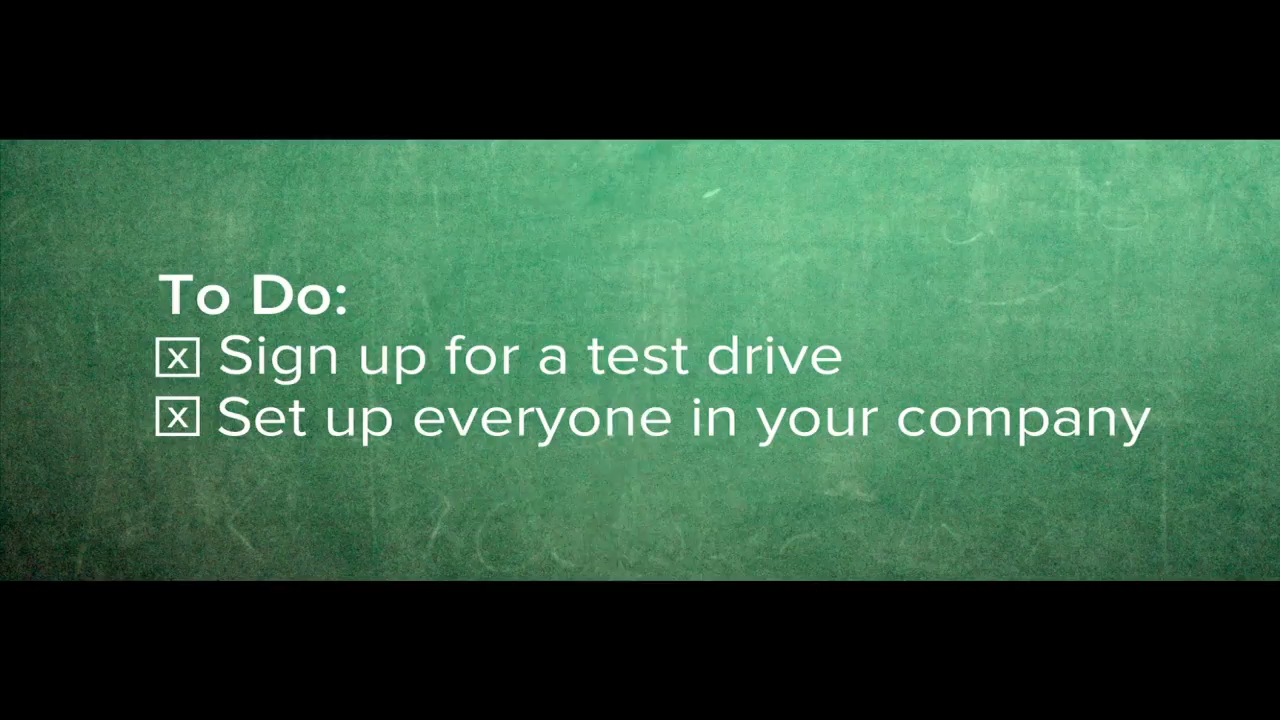 To Do:
☒ Sign up for a test drive
☒ Set up everyone in your company